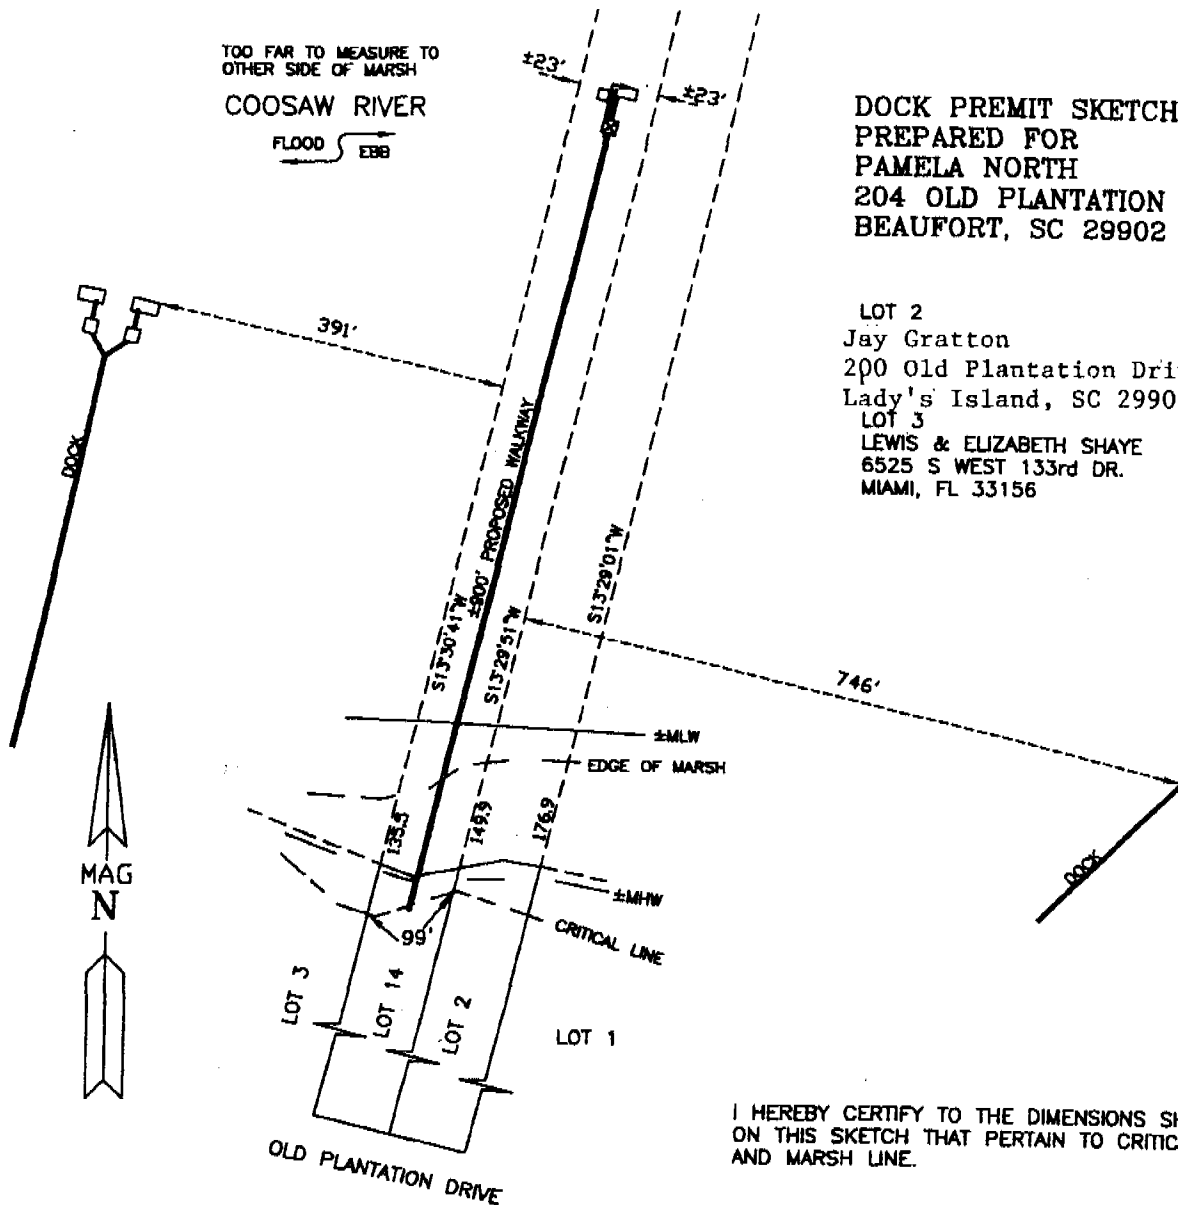 TOO FAR TO MEASURE TO
OTHER SIDE OF MARSH
COOSAW RIVER
FLOOD
EBB
±23'
±23'
DOCK PREMIT SKETCH
PREPARED FOR
PAMELA NORTH
204 OLD PLANTATION
BEAUFORT, SC 29902
LOT 2
Jay Gratton
200 Old Plantation Dri
Lady's Island, SC 2990
LOT 3
LEWIS & ELIZABETH SHAYE
6525 S WEST 133rd DR.
MIAMI, FL 33156
391'
DOCK
±900' PROPOSED WALKWAY
S13°30'41"W
S13°29'51"W
S13°29'01"W
746'
±MLW
EDGE OF MARSH
135.5
149.9
176.9
DOCK
±MHW
CRITICAL LINE
99'
MAG
N
LOT 3
LOT 14
LOT 2
LOT 1
OLD PLANTATION DRIVE
I HEREBY CERTIFY TO THE DIMENSIONS SH
ON THIS SKETCH THAT PERTAIN TO CRITIC
AND MARSH LINE.